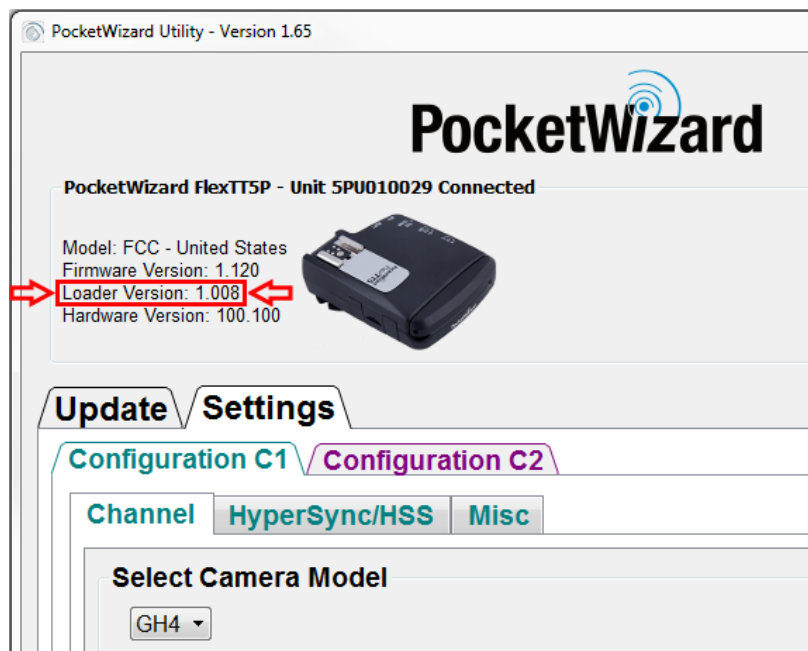 PocketWizard Utility - Version 1.65
PocketWizard
PocketWizard FlexTT5P - Unit 5PU010029 Connected
Model: FCC - United States
Firmware Version: 1.120
Loader Version: 1.008
Hardware Version: 100.100
Update Settings
Configuration C1 Configuration C2
Channel HyperSync/HSS Misc
Select Camera Model
GH4